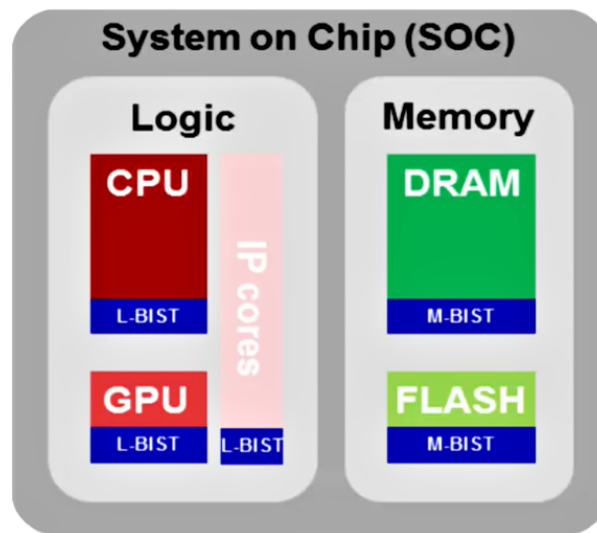 System on Chip (SOC)
Logic
CPU
L-BIST
GPU
L-BIST
IP cores
L-BIST
Memory
DRAM
M-BIST
FLASH
M-BIST